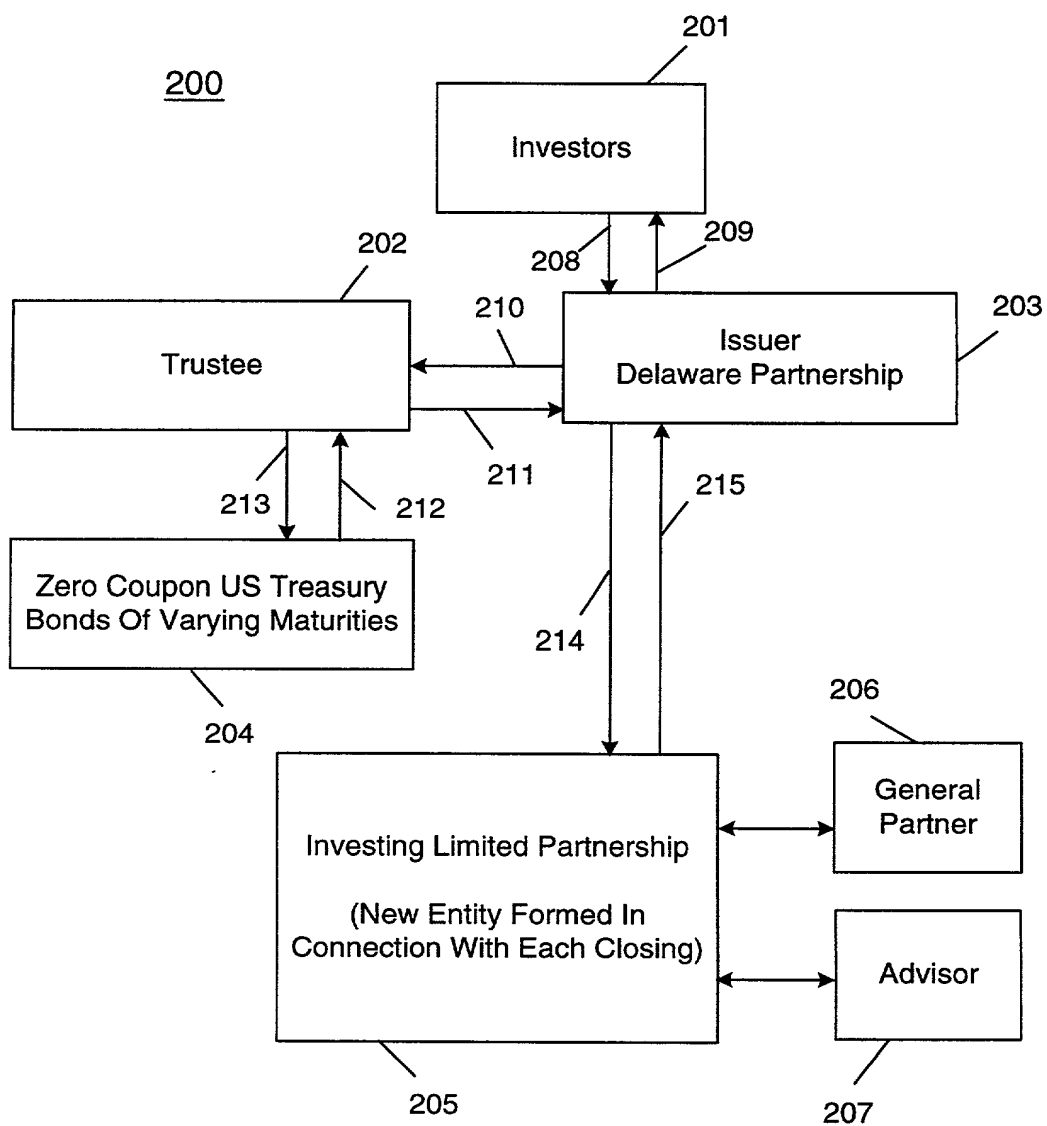 201
200
Investors
202
208
209
210
203
Trustee
Issuer
Delaware Partnership
211
213
212
215
Zero Coupon US Treasury
Bonds Of Varying Maturities
214
204
206
General
Partner
Investing Limited Partnership
(New Entity Formed In
Connection With Each Closing)
Advisor
205
207